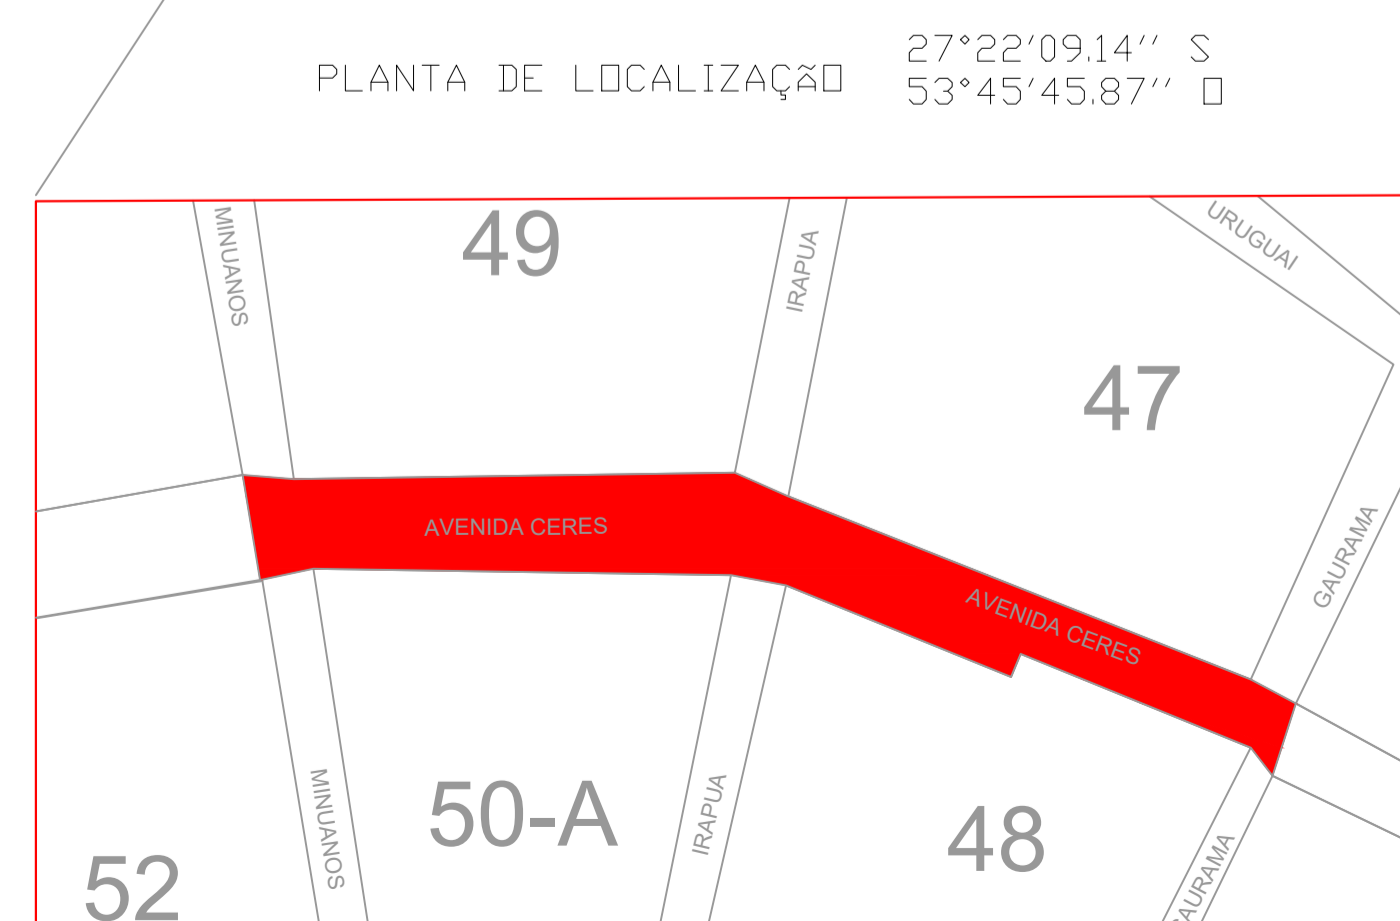 PLANTA DE LOCALIZAÇÃO
27°22'09.14'' S
53°45'45.87'' O
MINUANOS
49
IRAPUA
URUGUAI
47
AVENIDA CERES
GAURAMA
AVENIDA CERES
MINUANOS
50-A
IRAPUA
48
52
GAURAMA